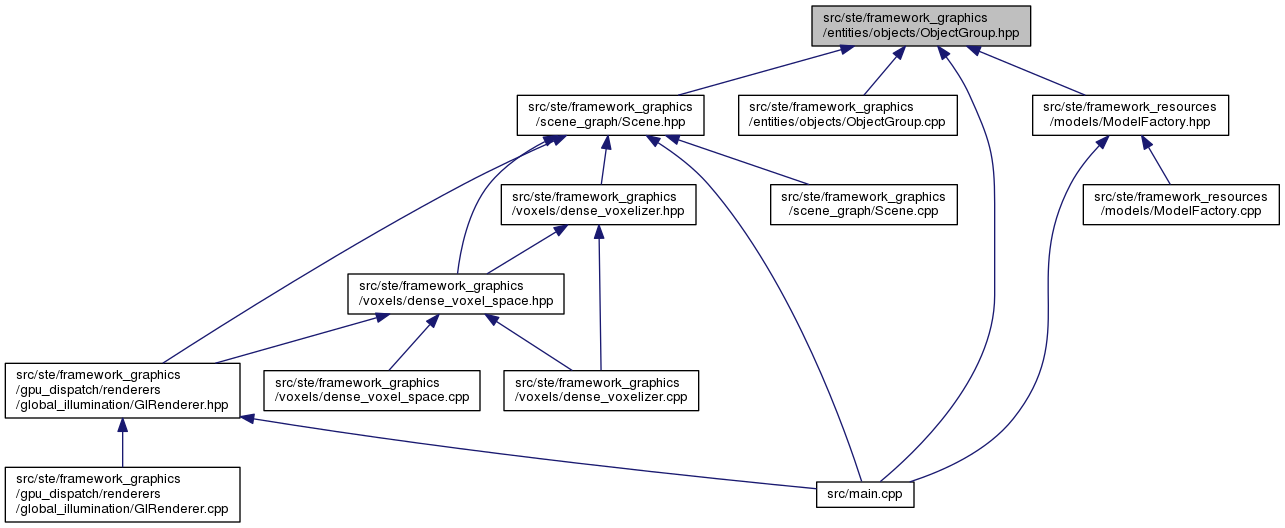 src/ste/framework_graphics
/entities/objects/ObjectGroup.hpp
src/ste/framework_graphics
/scene_graph/Scene.hpp
src/ste/framework_graphics
/entities/objects/ObjectGroup.cpp
src/ste/framework_resources
/models/ModelFactory.hpp
src/ste/framework_graphics
/voxels/dense_voxelizer.hpp
src/ste/framework_graphics
/scene_graph/Scene.cpp
src/ste/framework_resources
/models/ModelFactory.cpp
src/ste/framework_graphics
/voxels/dense_voxel_space.hpp
src/ste/framework_graphics
/gpu_dispatch/renderers
/global_illumination/GIRenderer.hpp
src/ste/framework_graphics
/voxels/dense_voxel_space.cpp
src/ste/framework_graphics
/voxels/dense_voxelizer.cpp
src/ste/framework_graphics
/gpu_dispatch/renderers
/global_illumination/GIRenderer.cpp
src/main.cpp